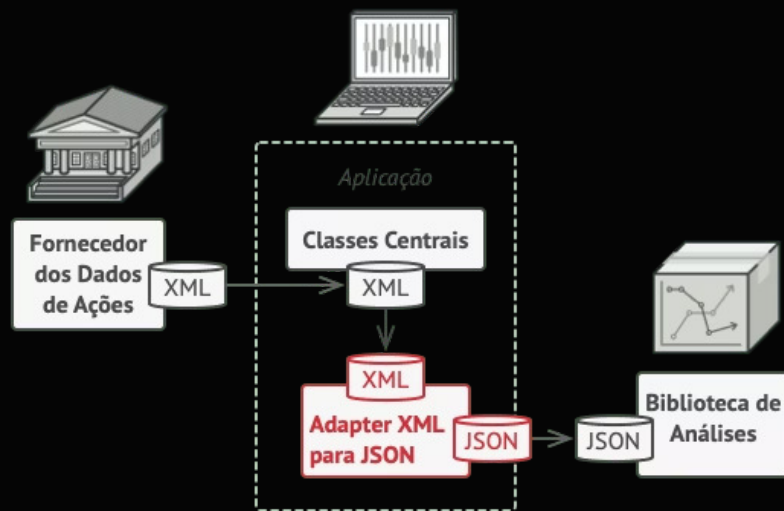 Aplicação
Fornecedor
dos Dados
de Ações
XML
Classes Centrais
XML
XML
Adapter XML
para JSON
JSON
JSON
Biblioteca de
Análises